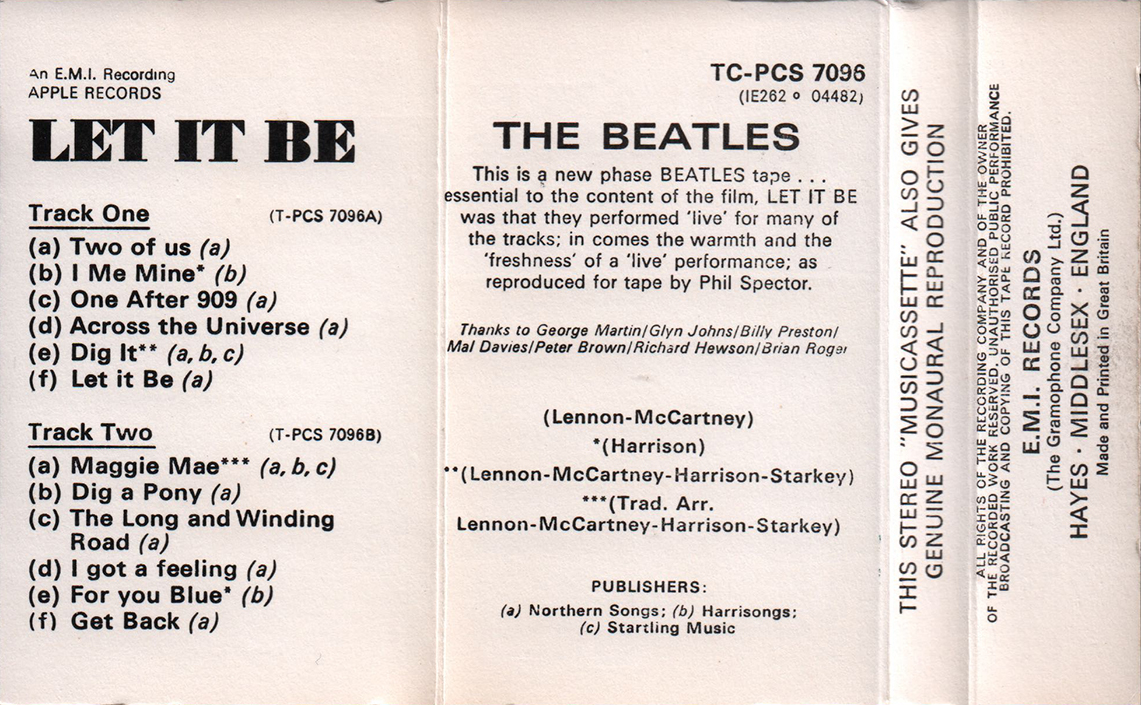 An E.M.I. Recording
APPLE RECORDS
LET IT BE
Track One (T-PCS 7096A)
(a) Two of us (a)
(b) I Me Mine* (b)
(c) One After 909 (a)
(d) Across the Universe (a)
(e) Dig It** (a, b, c)
(f) Let it Be (a)
Track Two (T-PCS 7096B)
(a) Maggie Mae*** (a, b, c)
(b) Dig a Pony (a)
(c) The Long and Winding
Road (a)
(d) I got a feeling (a)
(e) For you Blue* (b)
(f) Get Back (a)
TC-PCS 7096
(IE262 o 04482)
THE BEATLES
This is a new phase BEATLES tape . . .
essential to the content of the film, LET IT BE
was that they performed 'live' for many of
the tracks; in comes the warmth and the
'freshness' of a 'live' performance; as
reproduced for tape by Phil Spector.
Thanks to George Martin/Glyn Johns/Billy Preston/
Mal Davies/Peter Brown/Richard Hewson/Brian Roger
(Lennon-McCartney)
*(Harrison)
**(Lennon-McCartney-Harrison-Starkey)
***(Trad. Arr.
Lennon-McCartney-Harrison-Starkey)
PUBLISHERS:
(a) Northern Songs; (b) Harrisongs;
(c) Startling Music
THIS STEREO "MUSICASSETTE" ALSO GIVES
GENUINE MONAURAL REPRODUCTION
ALL RIGHTS OF THE RECORDING COMPANY AND OF THE OWNER
OF THE RECORDED WORK RESERVED. UNAUTHORISED PUBLIC PERFORMANCE
BROADCASTING AND COPYING OF THIS TAPE RECORD PROHIBITED.
E.M.I. RECORDS
(The Gramophone Company Ltd.)
HAYES · MIDDLESEX · ENGLAND
Made and Printed in Great Britain